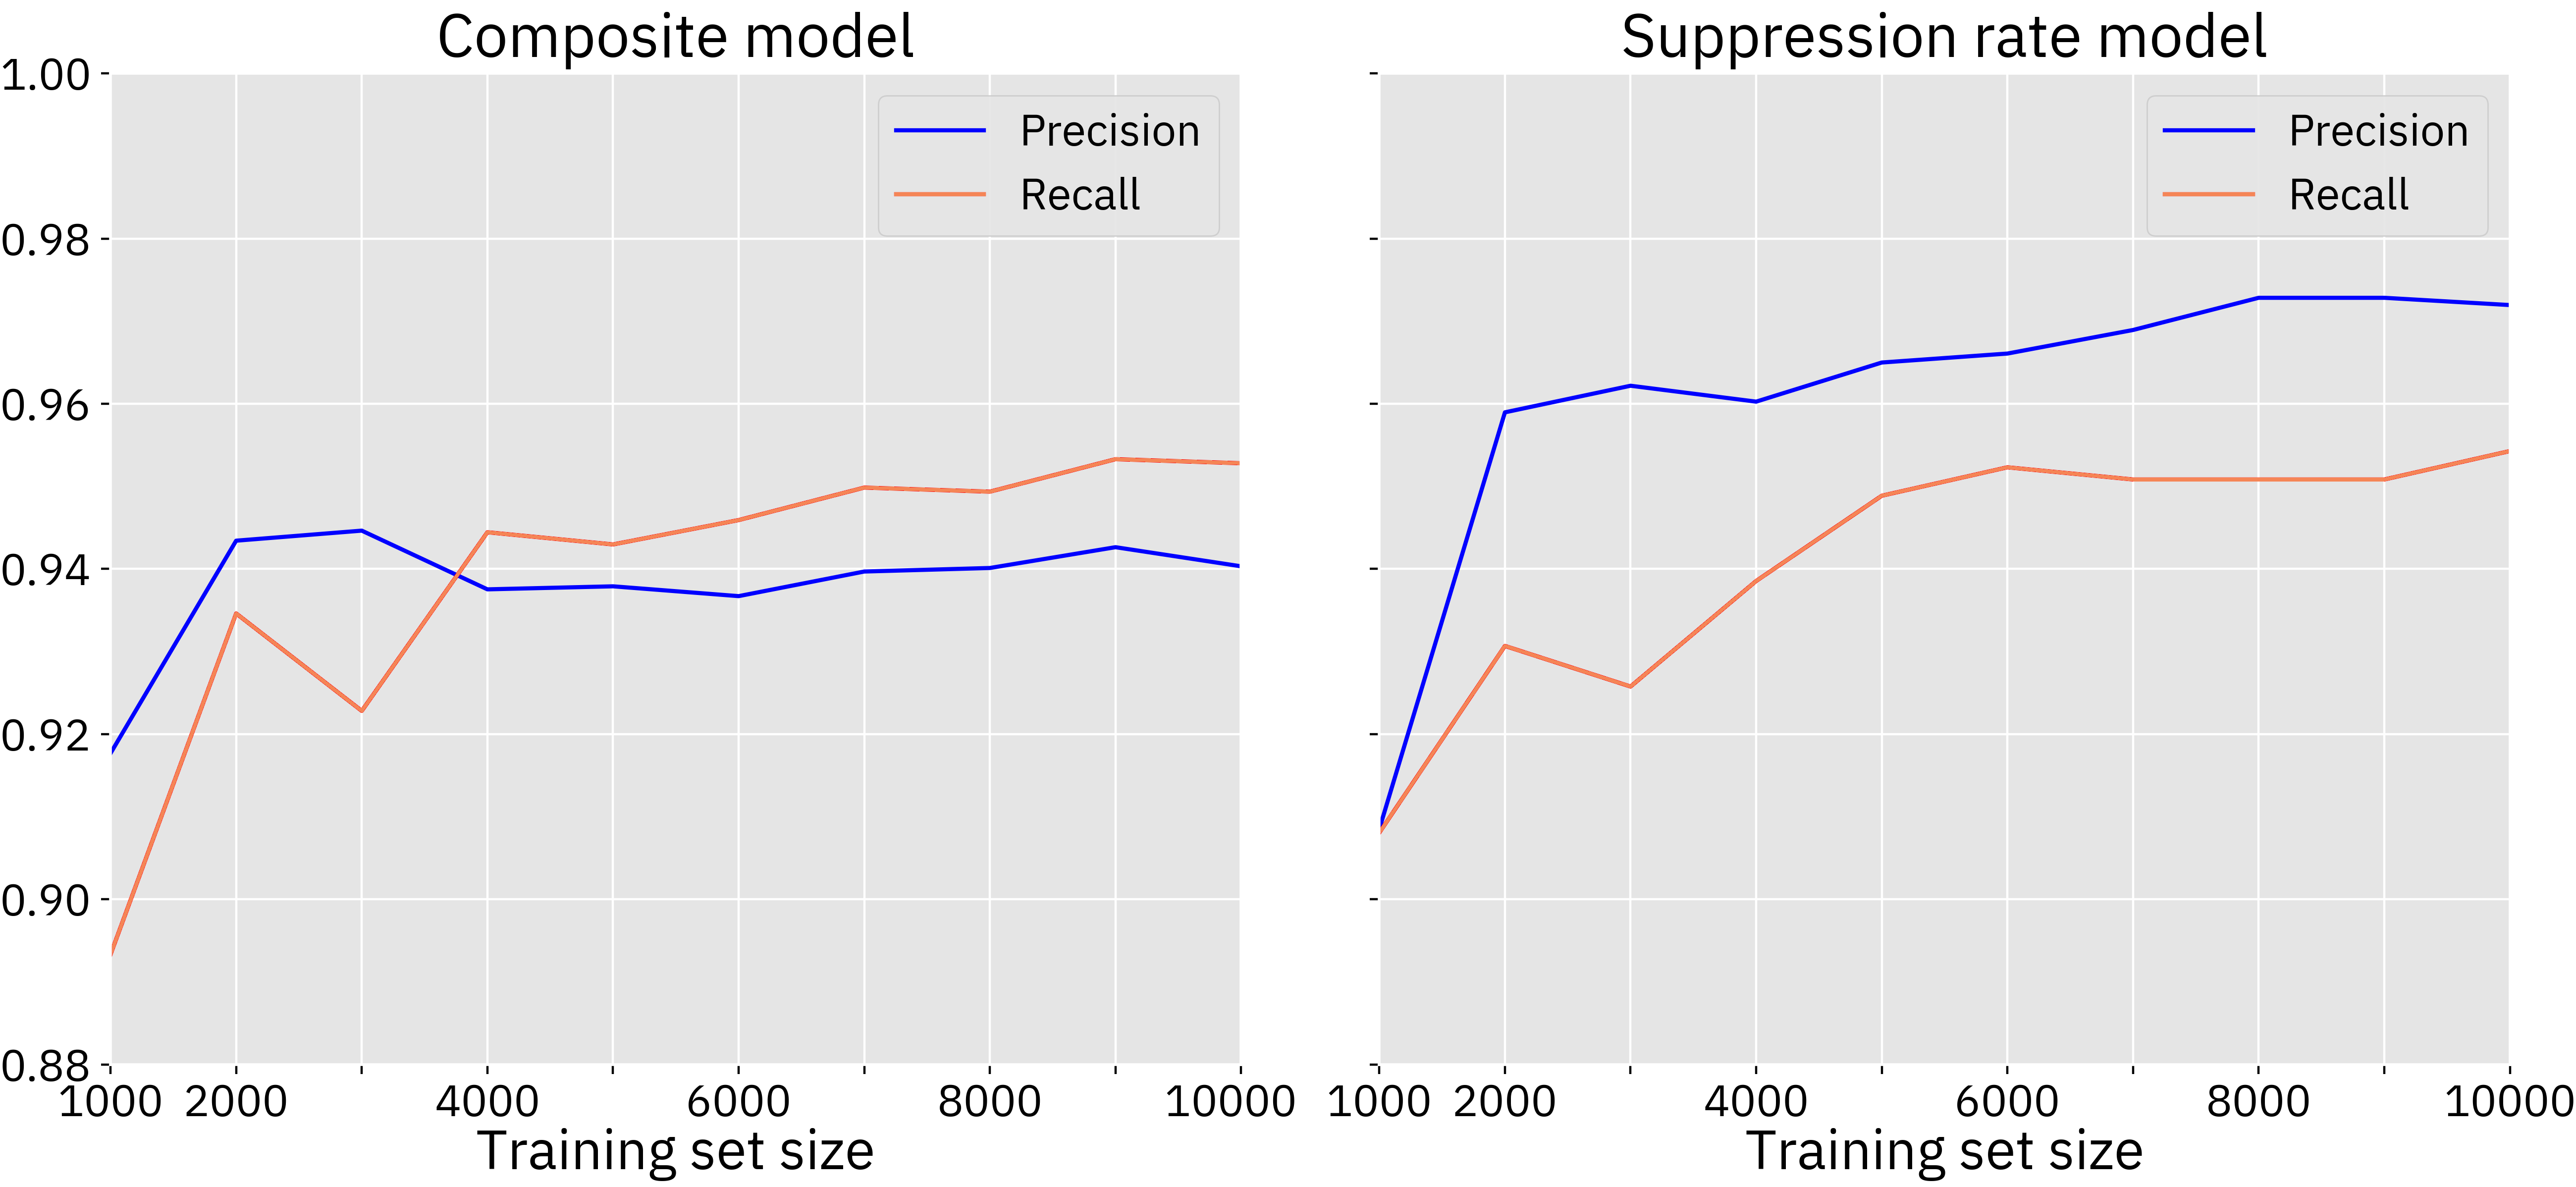 Composite model
1.00
0.98
0.96
0.94
0.92
0.90
0.88
Precision
Recall
1000 2000 4000 6000 8000 10000
Training set size
Suppression rate model
Precision
Recall
1000 2000 4000 6000 8000 10000
Training set size